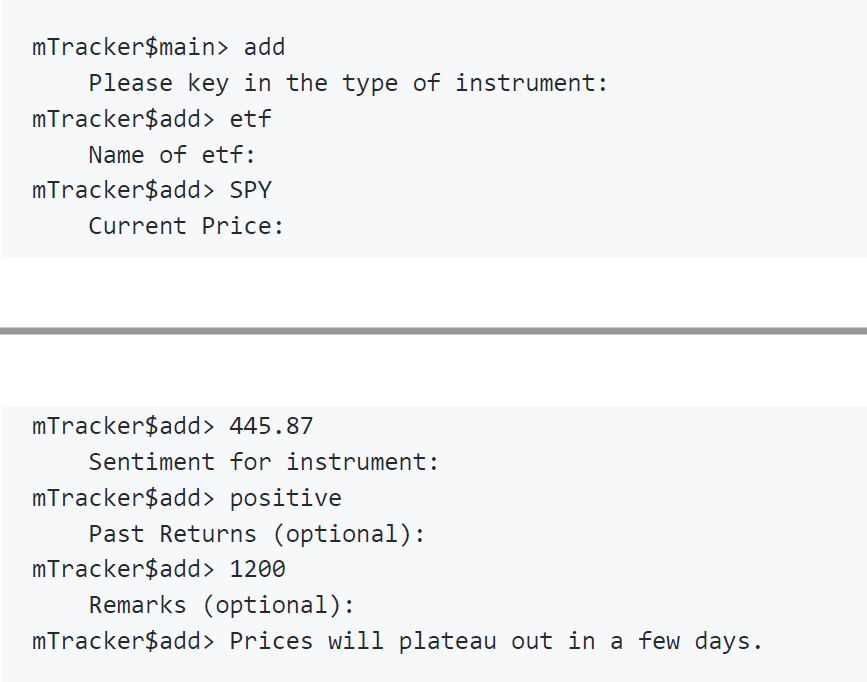 mTracker$main> add
Please key in the type of instrument:
mTracker$add> etf
Name of etf:
mTracker$add> SPY
Current Price:
mTracker$add> 445.87
Sentiment for instrument:
mTracker$add> positive
Past Returns (optional):
mTracker$add> 1200
Remarks (optional):
mTracker$add> Prices will plateau out in a few days.